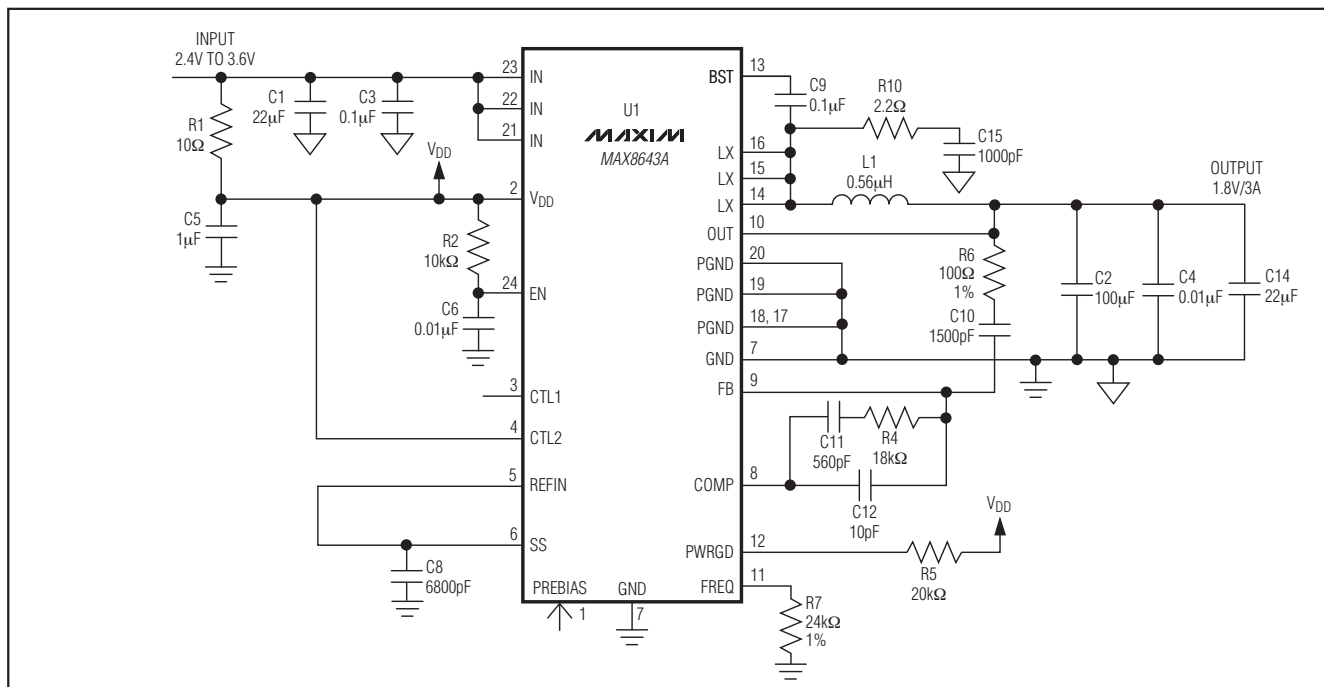 INPUT
2.4V TO 3.6V
R1
10Ω
C1
22µF
C3
0.1µF
VDD
C5
1µF
R2
10kΩ
C6
0.01µF
C8
6800pF
23
IN
22
IN
21
IN
2
VDD
24
EN
3
CTL1
4
CTL2
5
REFIN
6
SS
PREBIAS
1
GND
7
U1
MAXIM
MAX8643A
BST
13
LX
16
LX
15
LX
14
OUT
10
PGND
20
PGND
19
PGND
18, 17
GND
7
FB
9
COMP
8
PWRGD
12
FREQ
11
C9
0.1µF
R10
2.2Ω
C15
1000pF
L1
0.56µH
OUTPUT
1.8V/3A
R6
100Ω
1%
C10
1500pF
C2
100µF
C4
0.01µF
C14
22µF
C11
560pF
R4
18kΩ
C12
10pF
VDD
R5
20kΩ
R7
24kΩ
1%